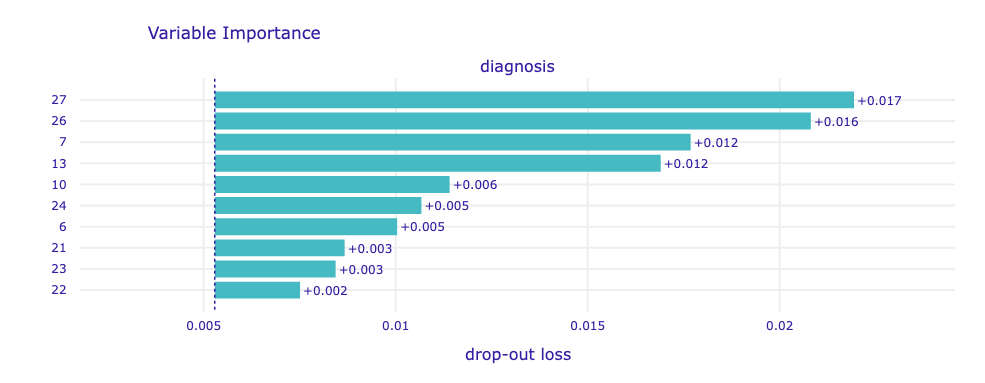 Variable Importance
diagnosis
27 +0.017
26 +0.016
7 +0.012
13 +0.012
10 +0.006
24 +0.005
6 +0.005
21 +0.003
23 +0.003
22 +0.002
0.005 0.01 0.015 0.02
drop-out loss